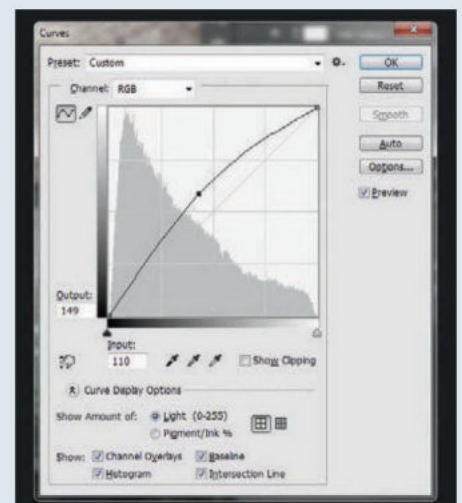 Curves
Preset: Custom
OK
Channel: RGB
Reset
Smooth
Auto
Options...
Preview
Output:
149
Input:
110
Show Clipping
Curve Display Options
Show Amount of: Light (0-255)
Pigment/Ink %
Show: Channel Overlays Baseline
Histogram Intersection Line